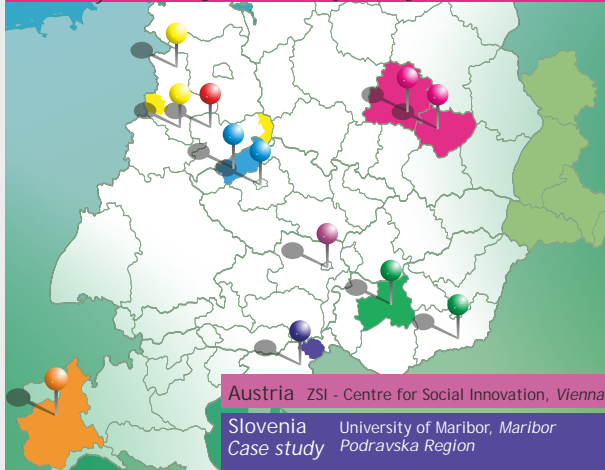 Austria ZSI - Centre for Social Innovation, Vienna
Slovenia University of Maribor, Maribor
Case study Podravska Region